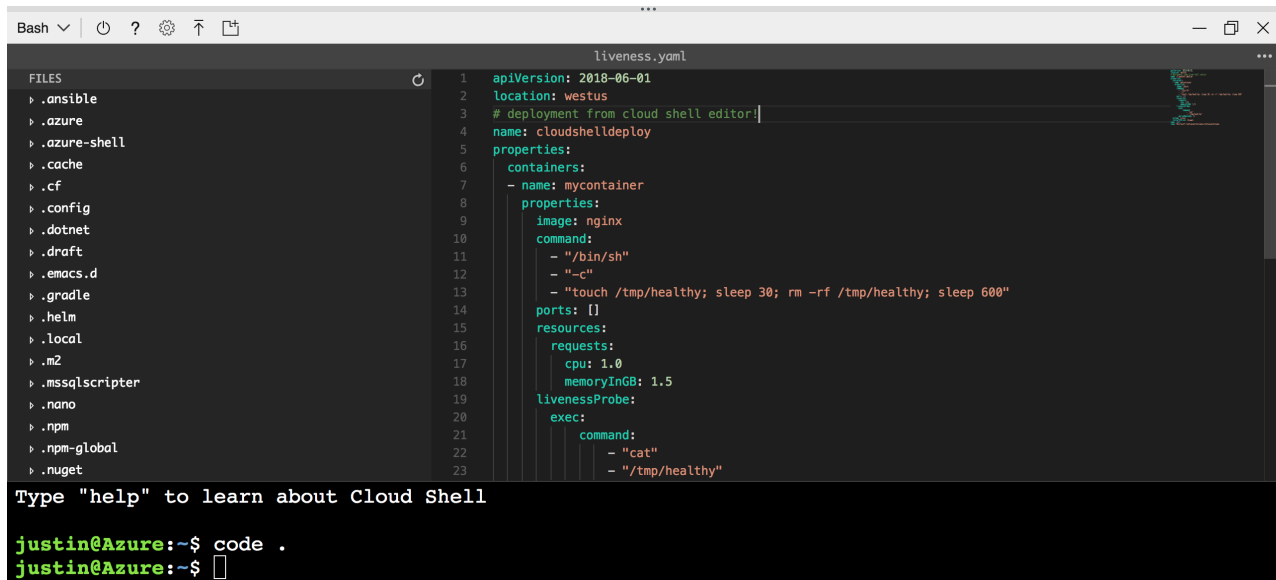 Bash
liveness.yaml
FILES
.ansible
.azure
.azure-shell
.cache
.cf
.config
.dotnet
.draft
.emacs.d
.gradle
.helm
.local
.m2
.mssqlscripter
.nano
.npm
.npm-global
.nuget
1 apiVersion: 2018-06-01
2 location: westus
3 # deployment from cloud shell editor!
4 name: cloudshelldeploy
5 properties:
6   containers:
7   - name: mycontainer
8     properties:
9       image: nginx
10       command:
11         - "/bin/sh"
12         - "-c"
13         - "touch /tmp/healthy; sleep 30; rm -rf /tmp/healthy; sleep 600"
14       ports: []
15       resources:
16         requests:
17           cpu: 1.0
18           memoryInGB: 1.5
19       livenessProbe:
20         exec:
21             command:
22                 - "cat"
23                 - "/tmp/healthy"
Type "help" to learn about Cloud Shell
justin@Azure:~$ code .
justin@Azure:~$